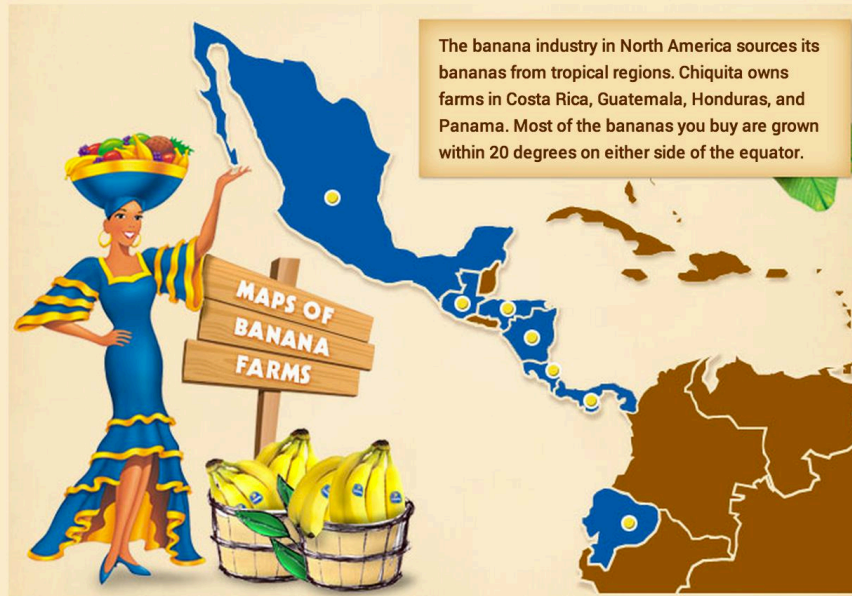 The banana industry in North America sources its
bananas from tropical regions. Chiquita owns
farms in Costa Rica, Guatemala, Honduras, and
Panama. Most of the bananas you buy are grown
within 20 degrees on either side of the equator.
MAPS OF
BANANA
FARMS